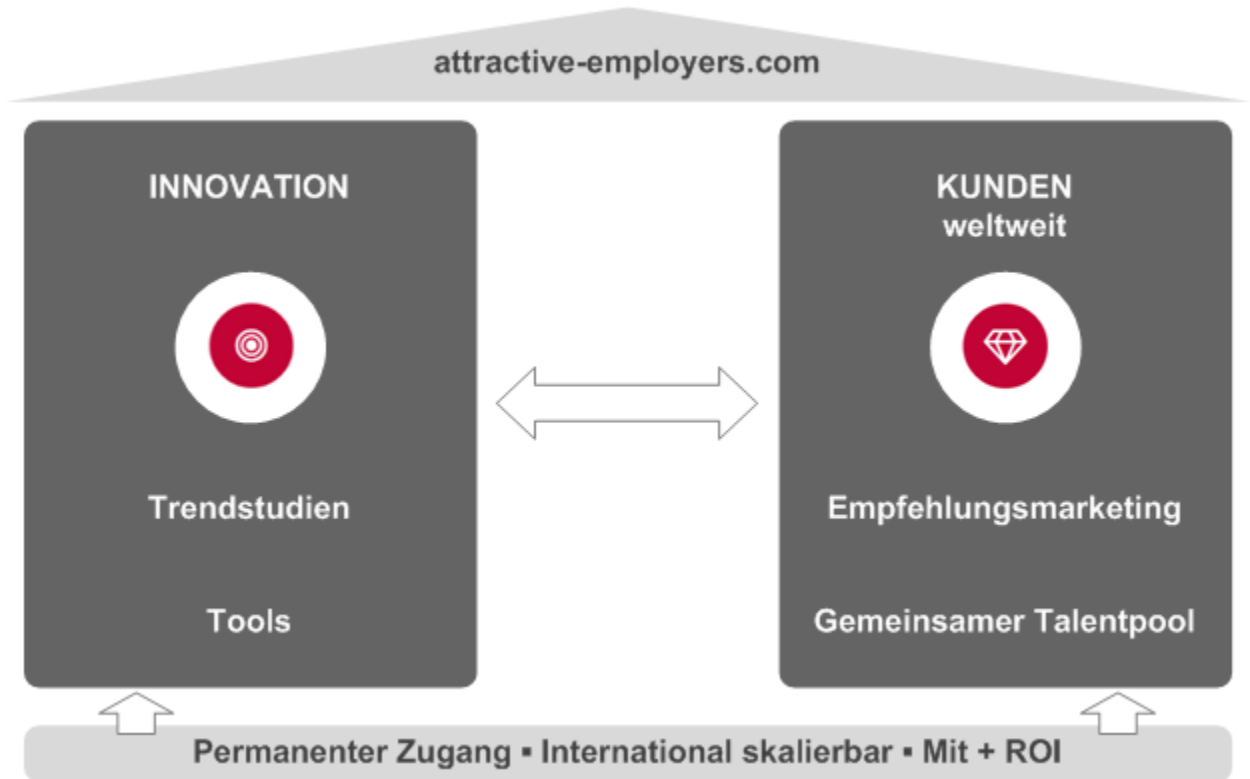 attractive-employers.com
INNOVATION
Trendstudien
Tools
KUNDEN
weltweit
Empfehlungsmarketing
Gemeinsamer Talentpool
Permanenter Zugang ▪ International skalierbar ▪ Mit + ROI